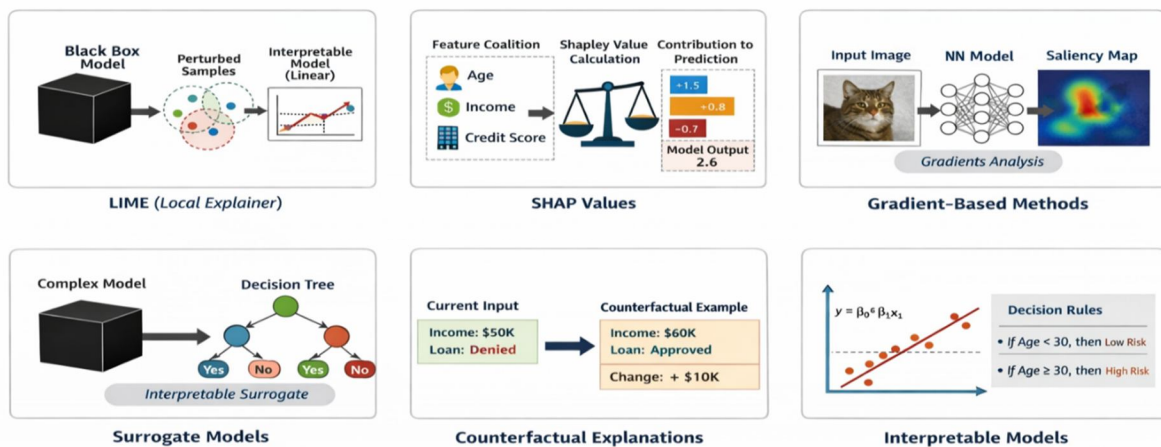 Black Box
Model
Perturbed
Samples
Interpretable
Model
(Linear)
LIME (Local Explainer)
Feature Coalition
Age
Income
Credit Score
Shapley Value
Calculation
Contribution to
Prediction
+1.5
+0.8
-0.7
Model Output
2.6
SHAP Values
Input Image
NN Model
Saliency Map
Gradients Analysis
Gradient-Based Methods
Complex Model
Decision Tree
Yes
No
Yes
No
Interpretable Surrogate
Surrogate Models
Current Input
Income: $50K
Loan: Denied
Counterfactual Example
Income: $60K
Loan: Approved
Change: + $10K
Counterfactual Explanations
y = β₀⁶ β₁x₁
Decision Rules
• If Age < 30, then Low Risk
• If Age ≥ 30, then High Risk
Interpretable Models